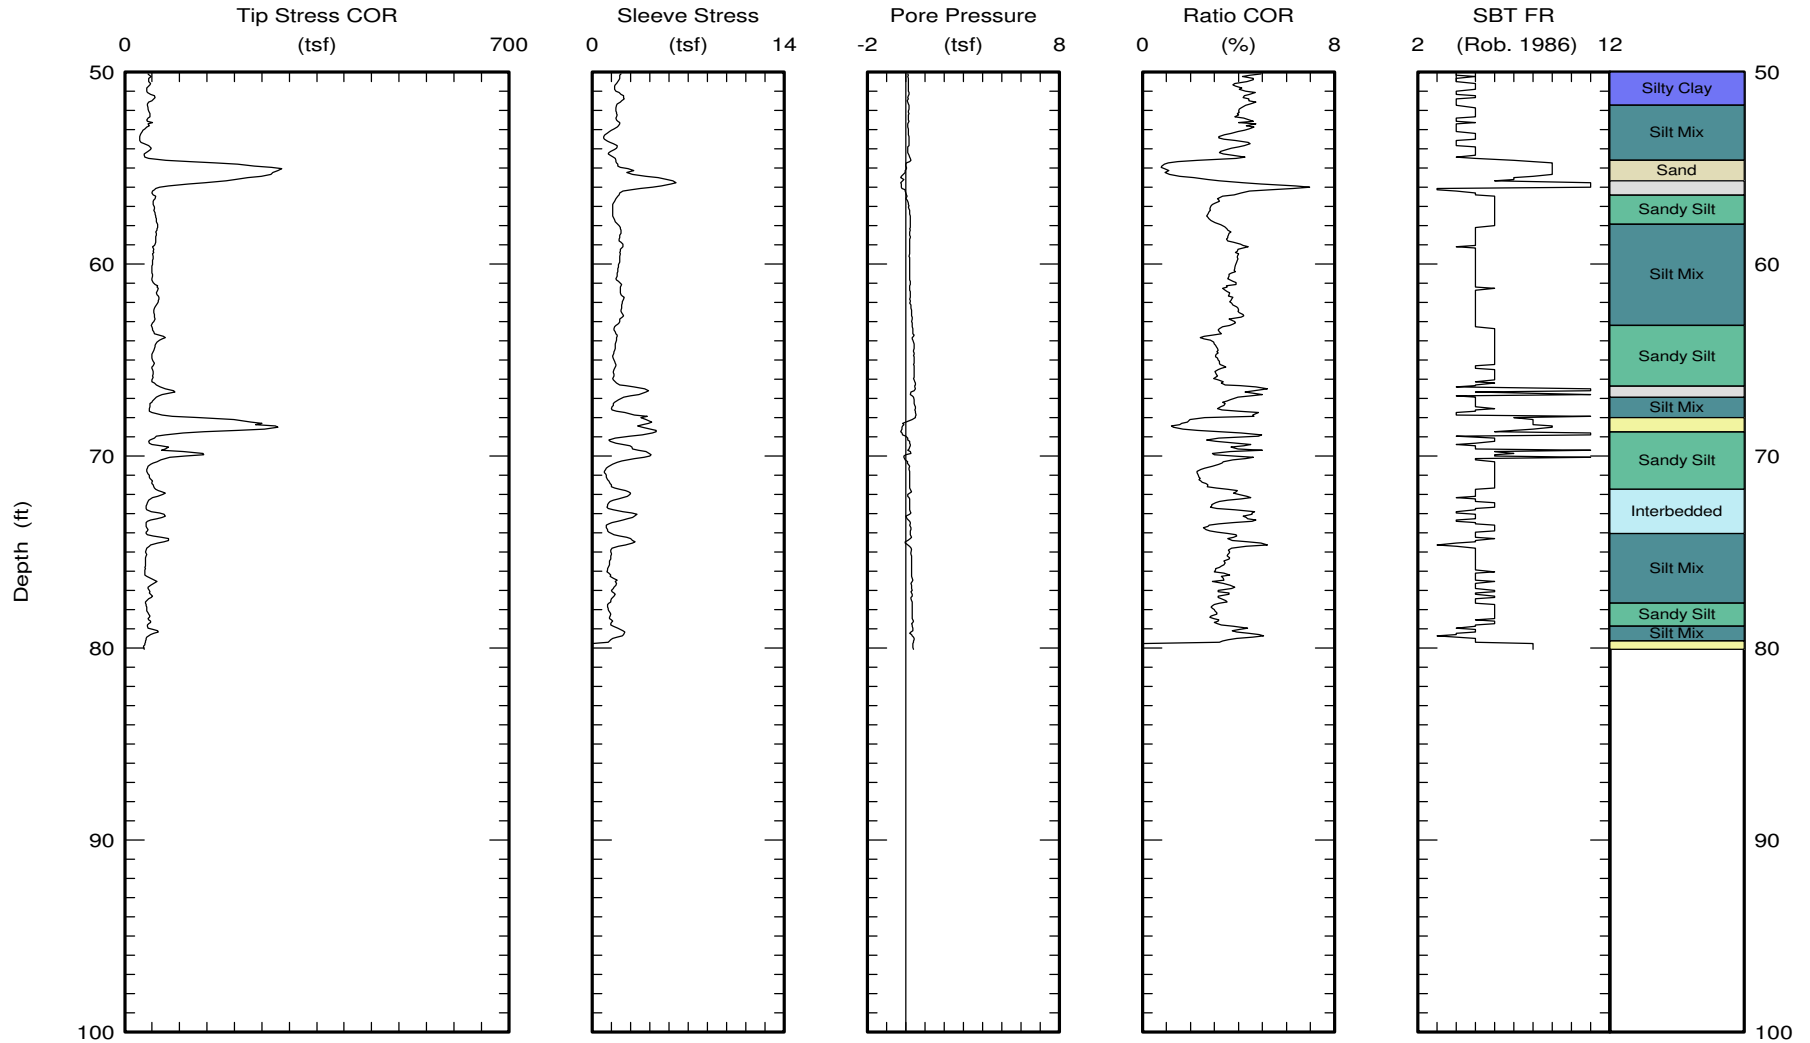 Tip Stress COR Sleeve Stress Pore Pressure Ratio COR SBT FR
0 (tsf) 700 0 (tsf) 14 -2 (tsf) 8 0 (%) 8 2 (Rob. 1986) 12
50 50
Silty Clay
Silt Mix
Sand
Sandy Silt
60 60
Silt Mix
Sandy Silt
Silt Mix
70 70
Sandy Silt
Interbedded
Depth (ft)
Silt Mix
Sandy Silt
Silt Mix
80 80
90 90
100 100